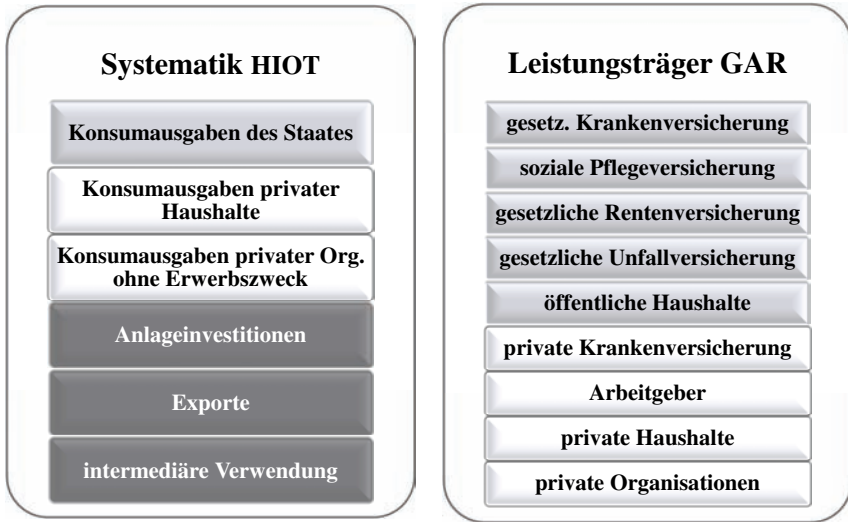 Systematik HIOT
Konsumausgaben des Staates
Konsumausgaben privater
Haushalte
Konsumausgaben privater Org.
ohne Erwerbszweck
Anlageinvestitionen
Exporte
intermediäre Verwendung
Leistungsträger GAR
gesetz. Krankenversicherung
soziale Pflegeversicherung
gesetzliche Rentenversicherung
gesetzliche Unfallversicherung
öffentliche Haushalte
private Krankenversicherung
Arbeitgeber
private Haushalte
private Organisationen